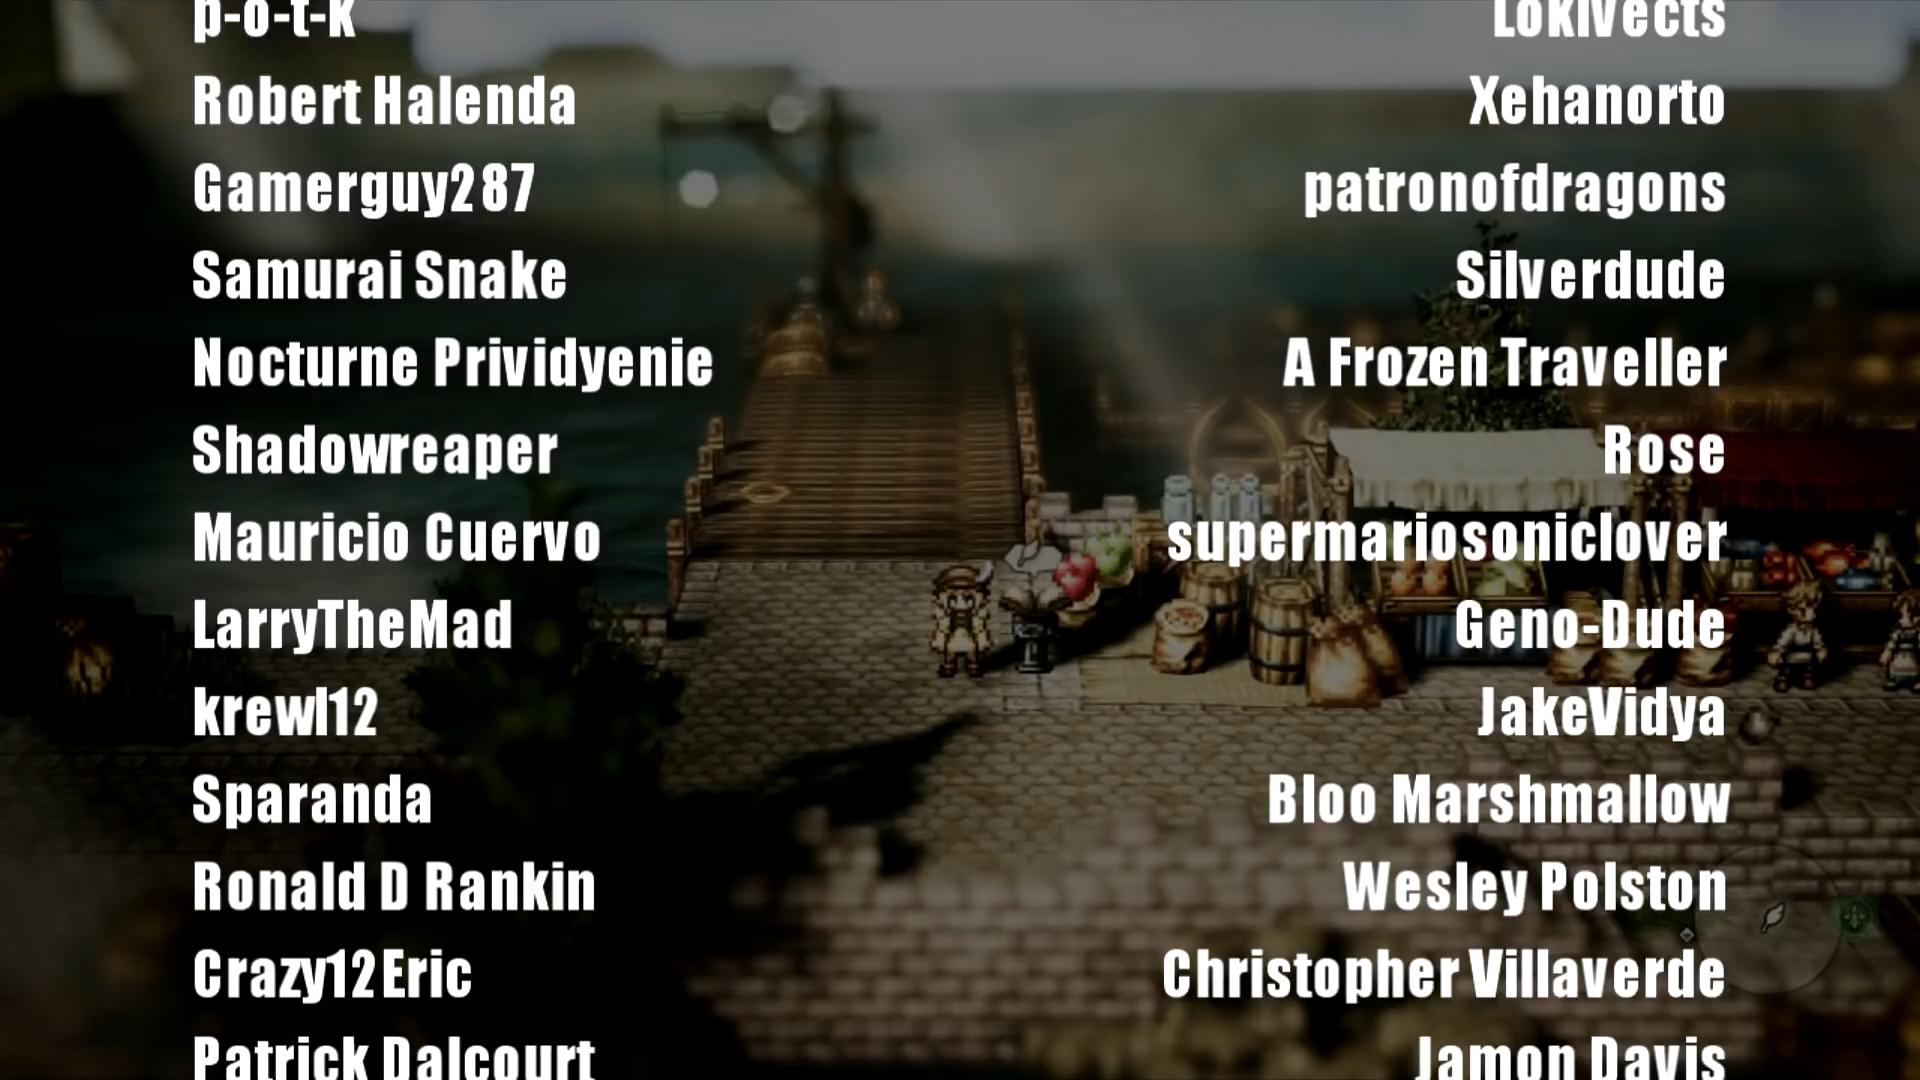 p-o-t-k
Robert Halenda
Gamerguy287
Samurai Snake
Nocturne Prividyenie
Shadowreaper
Mauricio Cuervo
LarryTheMad
krewl12
Sparanda
Ronald D Rankin
Crazy12Eric
Patrick Dalcourt
LokiVects
Xehanorto
patronofdragons
Silverdude
A Frozen Traveller
Rose
supermariosoniclover
Geno-Dude
JakeVidya
Bloo Marshmallow
Wesley Polston
Christopher Villaverde
Jamon Davis